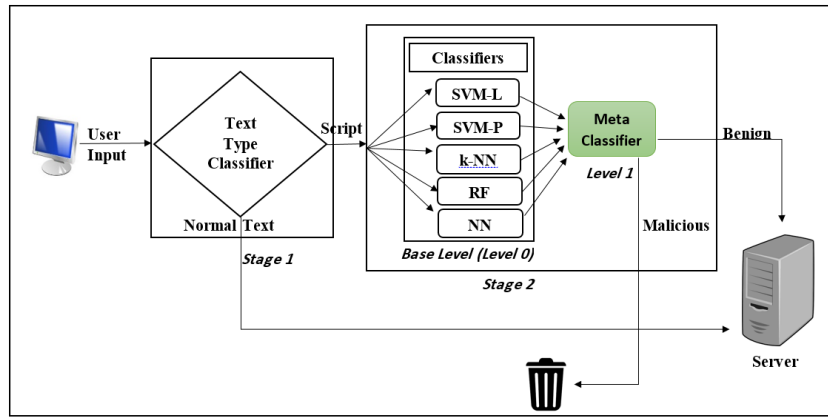 User
Input
Text
Type
Classifier
Normal Text
Stage 1
Script
Classifiers
SVM-L
SVM-P
k-NN
RF
NN
Base Level (Level 0)
Stage 2
Meta
Classifier
Level 1
Benign
Malicious
Server